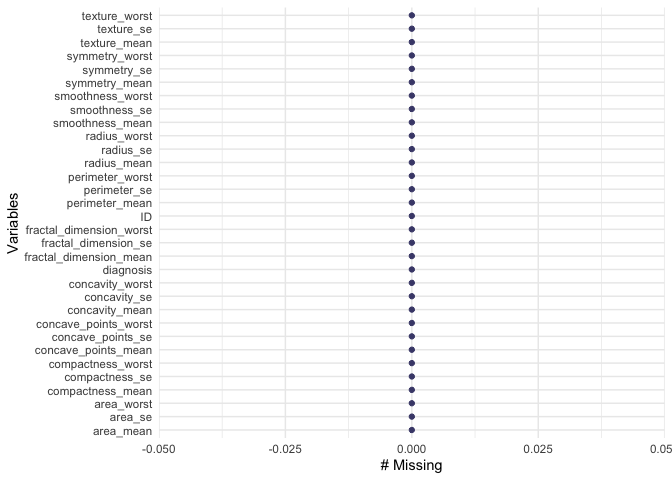 texture_worst
texture_se
texture_mean
symmetry_worst
symmetry_se
symmetry_mean
smoothness_worst
smoothness_se
smoothness_mean
radius_worst
radius_se
radius_mean
perimeter_worst
perimeter_se
perimeter_mean
ID
fractal_dimension_worst
fractal_dimension_se
fractal_dimension_mean
diagnosis
concavity_worst
concavity_se
concavity_mean
concave_points_worst
concave_points_se
concave_points_mean
compactness_worst
compactness_se
compactness_mean
area_worst
area_se
area_mean
Variables
-0.050 -0.025 0.000 0.025 0.05
# Missing